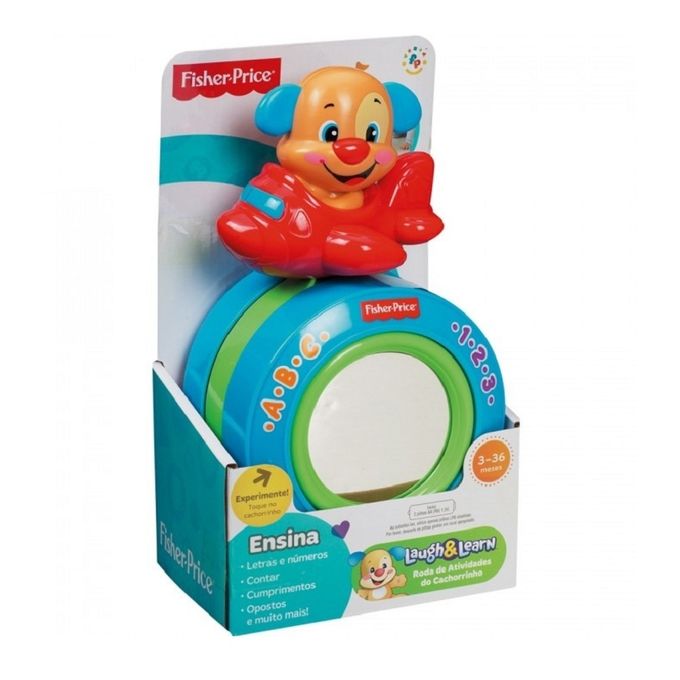 Fisher-Price
fp
Fisher-Price
A•B•C•
•1•2•3
3-36
meses
Experimente!
Toque no
cachorrinho
Ensina
• Letras e números
• Contar
• Cumprimentos
• Opostos
e muito mais!
Fisher-Price
Laugh&Learn
Roda de Atividades
do Cachorrinho